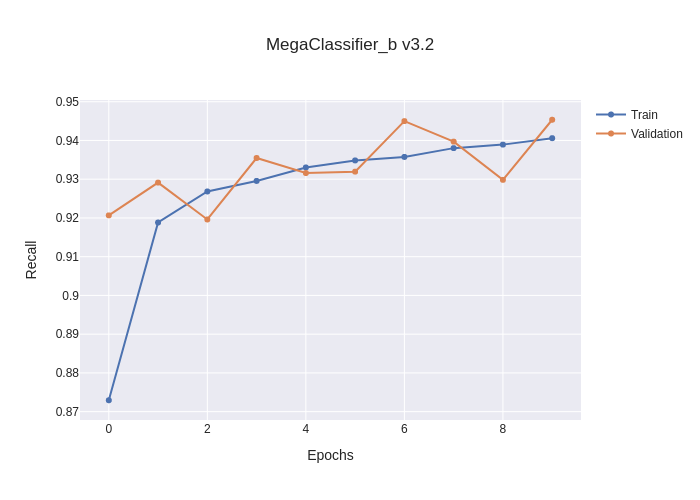 MegaClassifier_b v3.2
Train
Validation
0.95
0.94
0.93
0.92
0.91
0.9
0.89
0.88
0.87
Recall
0 2 4 6 8
Epochs